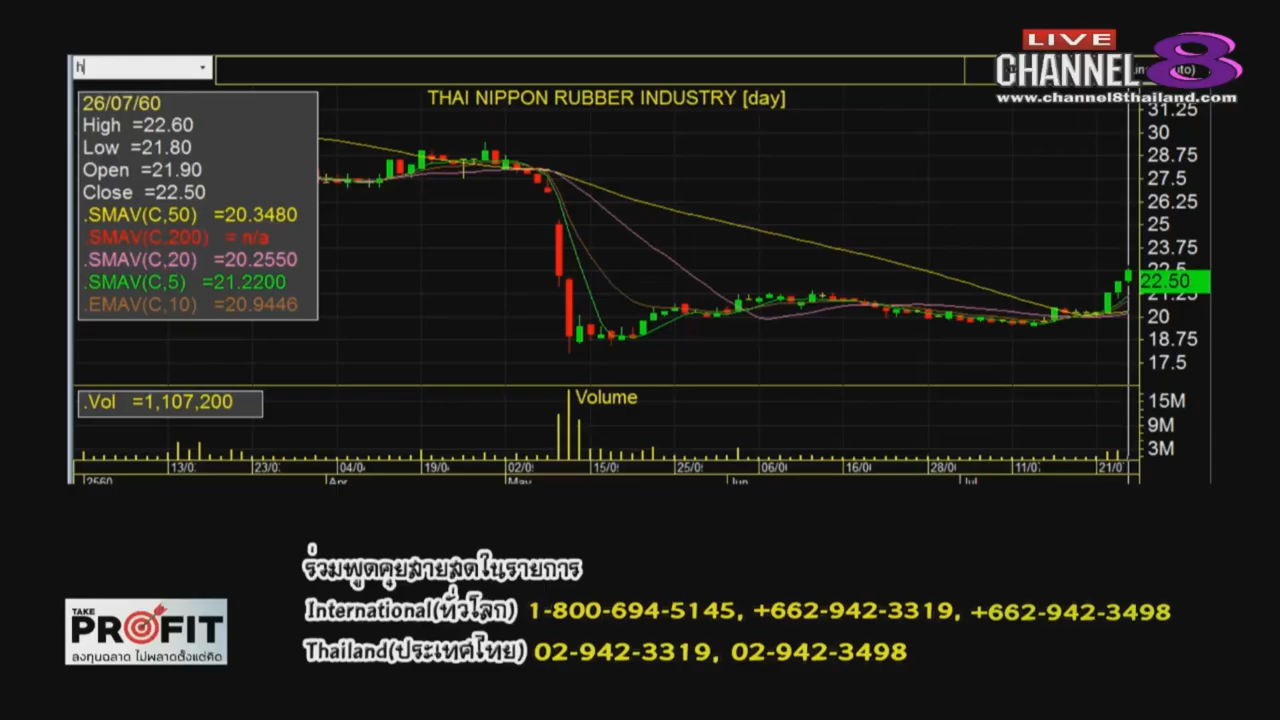 LIVE
CHANNEL 8
www.channel8thailand.com
h
THAI NIPPON RUBBER INDUSTRY [day]
26/07/60
High =22.60
Low =21.80
Open =21.90
Close =22.50
.SMAV(C,50) =20.3480
.SMAV(C,200) = n/a
.SMAV(C,20) =20.2550
.SMAV(C,5) =21.2200
.EMAV(C,10) =20.9446
31.25
30
28.75
27.5
26.25
25
23.75
22.5
22.50
21.25
20
18.75
17.5
.Vol =1,107,200
Volume
15M
9M
3M
13/0 23/0 04/0 19/0 02/0 15/0 25/0 06/0 16/0 28/0 11/0 21/0
2560 Apr May Jun Jul
ร่วมพูดคุยสายสดในรายการ
International(ทั่วโลก) 1-800-694-5145, +662-942-3319, +662-942-3498
Thailand(ประเทศไทย) 02-942-3319, 02-942-3498
TAKE
PROFIT
ลงทุนฉลาด ไม่พลาดตั้งแต่คิด